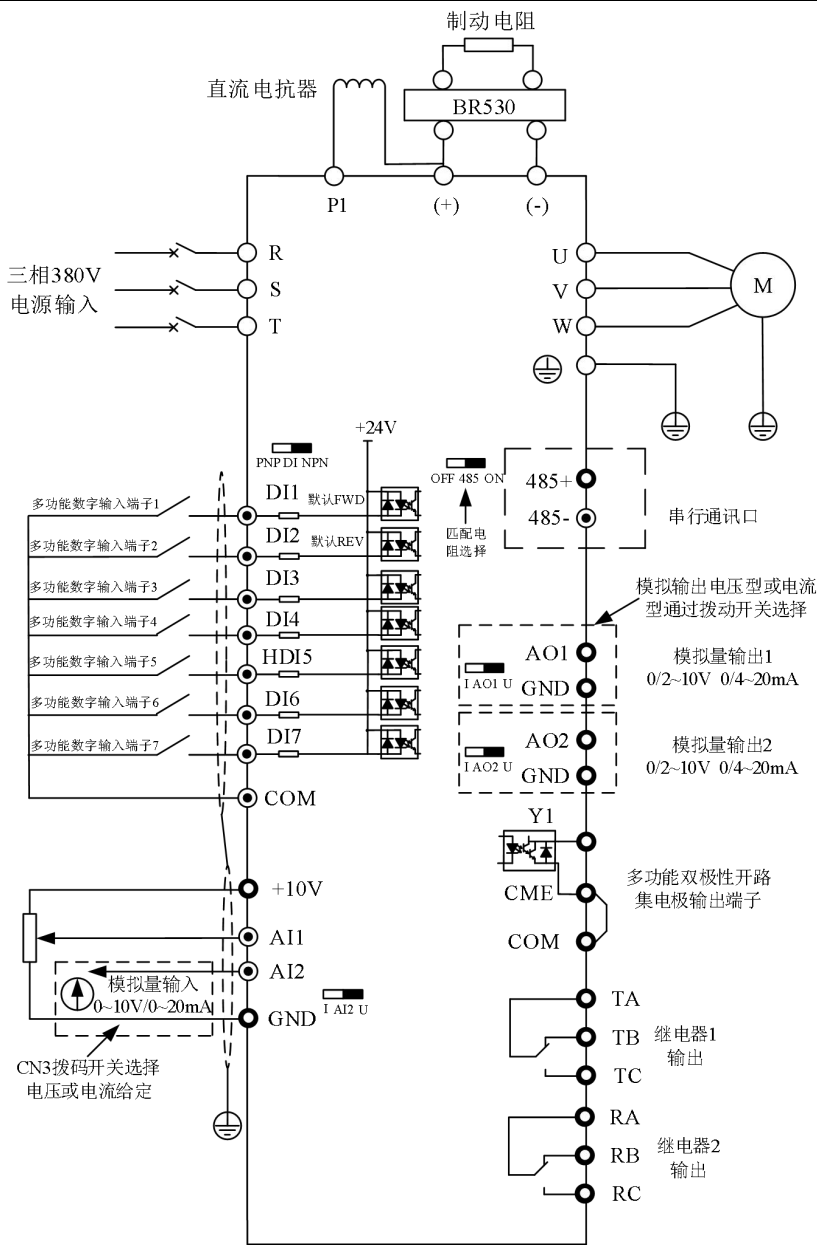 制动电阻
直流电抗器
BR530
P1
(+)
(-)
三相380V
电源输入
R
S
T
U
V
W
M
+24V
PNP DI NPN
DI1
默认FWD
多功能数字输入端子1
DI2
默认REV
多功能数字输入端子2
DI3
多功能数字输入端子3
DI4
多功能数字输入端子4
HDI5
多功能数字输入端子5
DI6
多功能数字输入端子6
DI7
多功能数字输入端子7
COM
OFF 485 ON
匹配电
阻选择
485+
485-
串行通讯口
模拟输出电压型或电流
型通过拨动开关选择
AO1
I AO1 U
GND
模拟量输出1
0/2~10V 0/4~20mA
AO2
I AO2 U
GND
模拟量输出2
0/2~10V 0/4~20mA
Y1
CME
COM
多功能双极性开路
集电极输出端子
+10V
AI1
AI2
模拟量输入
0~10V/0~20mA
I AI2 U
GND
CN3拨码开关选择
电压或电流给定
TA
TB
TC
继电器1
输出
RA
RB
RC
继电器2
输出